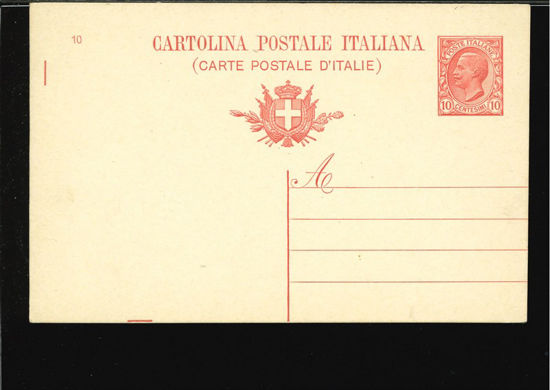 10
CARTOLINA POSTALE ITALIANA
(CARTE POSTALE D'ITALIE)
POSTE ITALIANE
10 CENTESIMI 10
A